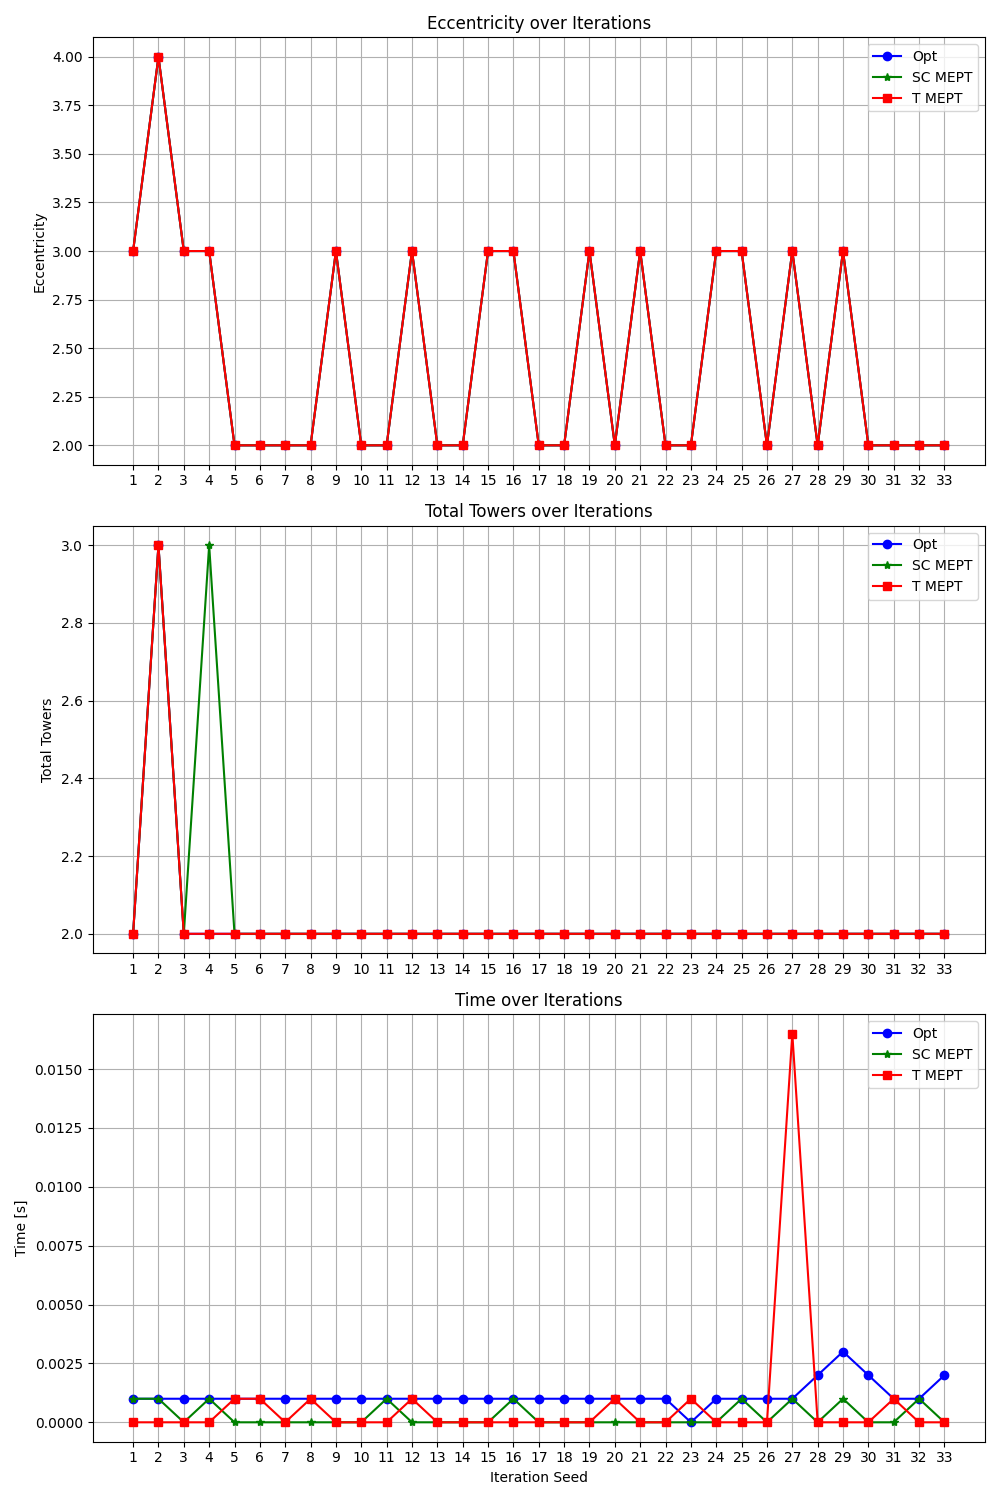 Eccentricity over Iterations
4.00
3.75
3.50
3.25
3.00
2.75
2.50
2.25
2.00
Eccentricity
Opt
SC MEPT
T MEPT
1 2 3 4 5 6 7 8 9 10 11 12 13 14 15 16 17 18 19 20 21 22 23 24 25 26 27 28 29 30 31 32 33
Total Towers over Iterations
3.0
2.8
2.6
2.4
2.2
2.0
Total Towers
Opt
SC MEPT
T MEPT
1 2 3 4 5 6 7 8 9 10 11 12 13 14 15 16 17 18 19 20 21 22 23 24 25 26 27 28 29 30 31 32 33
Time over Iterations
0.0150
0.0125
0.0100
0.0075
0.0050
0.0025
0.0000
Time [s]
Opt
SC MEPT
T MEPT
1 2 3 4 5 6 7 8 9 10 11 12 13 14 15 16 17 18 19 20 21 22 23 24 25 26 27 28 29 30 31 32 33
Iteration Seed